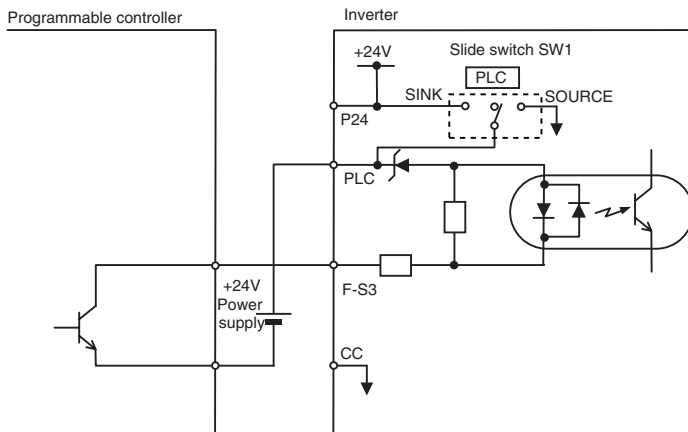 Programmable controller
Inverter
+24V
Slide switch SW1
PLC
SINK
SOURCE
P24
PLC
F-S3
+24V
Power
supply
CC